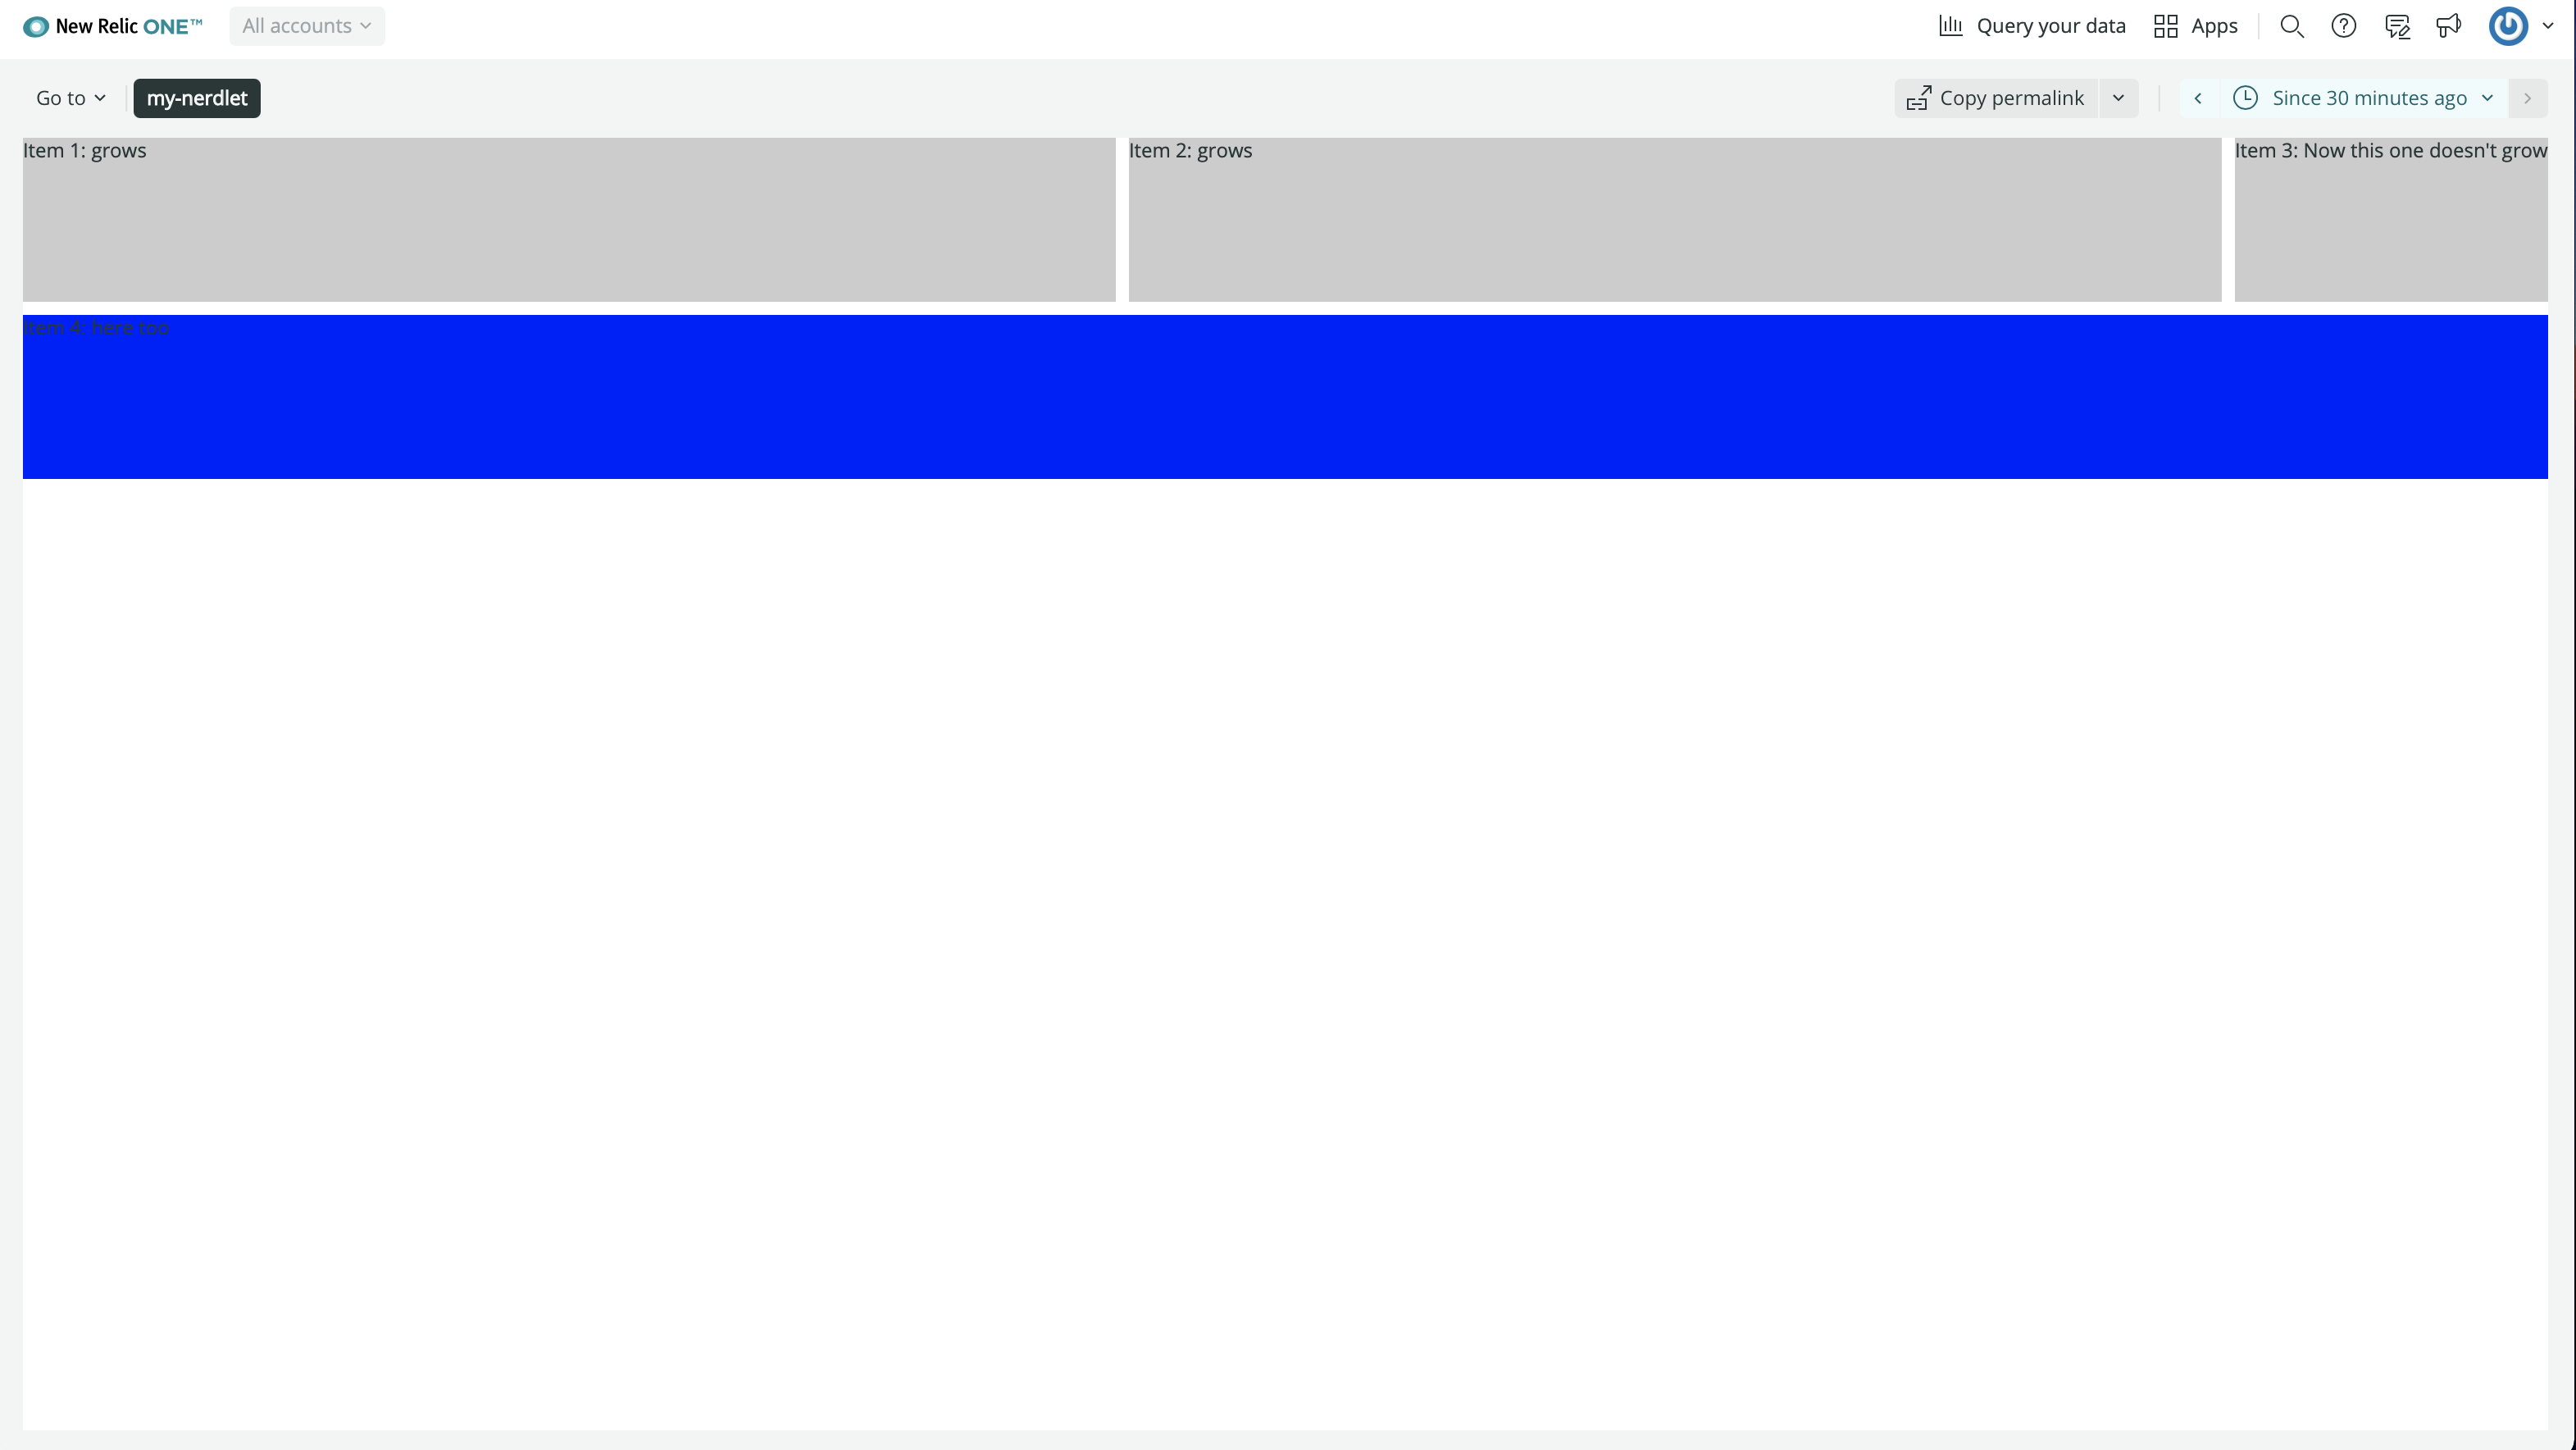 New Relic ONE™ All accounts Query your data Apps
Go to my-nerdlet Copy permalink Since 30 minutes ago
Item 1: grows Item 2: grows Item 3: Now this one doesn't grow
Item 4: here too